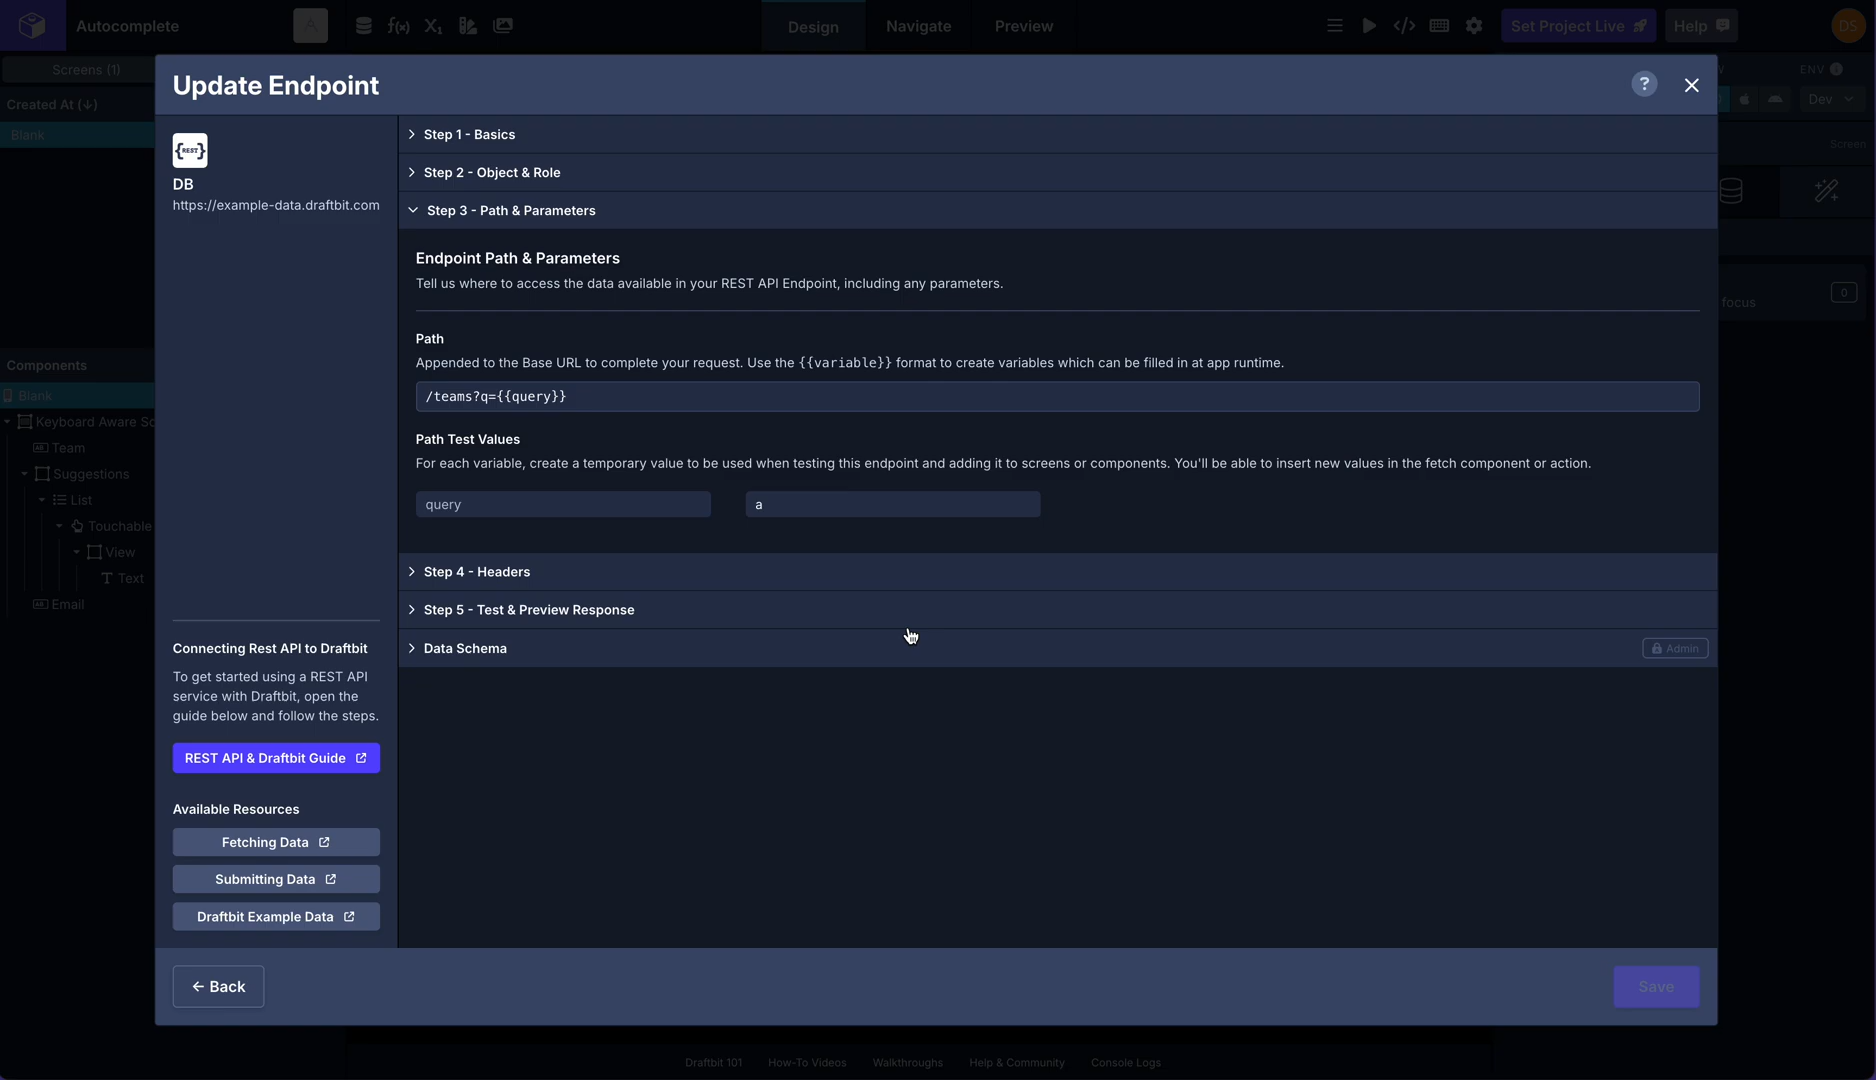 Autocomplete
A
f(x)
X₁
Design
Navigate
Preview
Set Project Live
Help
DS
Screens (1)
Created At (↓)
Blank
Update Endpoint
?
ENV
Dev
Screen
{REST}
DB
https://example-data.draftbit.com
Step 1 - Basics
Step 2 - Object & Role
Step 3 - Path & Parameters
Endpoint Path & Parameters
Tell us where to access the data available in your REST API Endpoint, including any parameters.
focus
0
Path
Appended to the Base URL to complete your request. Use the {{variable}} format to create variables which can be filled in at app runtime.
/teams?q={{query}}
Path Test Values
For each variable, create a temporary value to be used when testing this endpoint and adding it to screens or components. You'll be able to insert new values in the fetch component or action.
query
a
Components
Blank
Keyboard Aware Sc
Team
Suggestions
List
Touchable
View
Text
Email
Step 4 - Headers
Step 5 - Test & Preview Response
Data Schema
Admin
Connecting Rest API to Draftbit
To get started using a REST API
service with Draftbit, open the
guide below and follow the steps.
REST API & Draftbit Guide
Available Resources
Fetching Data
Submitting Data
Draftbit Example Data
← Back
Save
Draftbit 101
How-To Videos
Walkthroughs
Help & Community
Console Logs